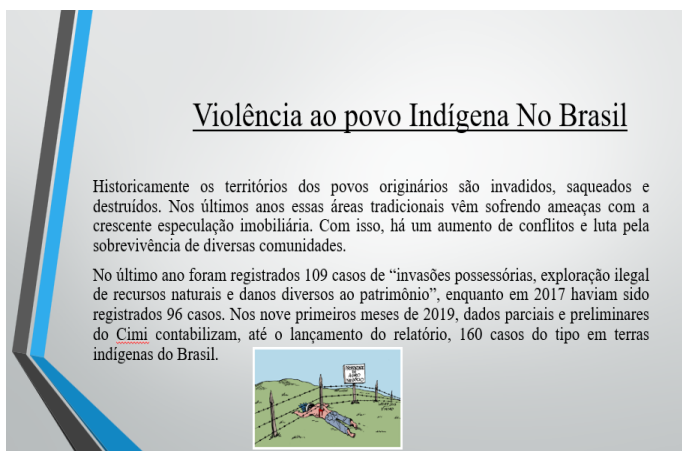 Violência ao povo Indígena No Brasil
Historicamente os territórios dos povos originários são invadidos, saqueados e
destruídos. Nos últimos anos essas áreas tradicionais vêm sofrendo ameaças com a
crescente especulação imobiliária. Com isso, há um aumento de conflitos e luta pela
sobrevivência de diversas comunidades.
No último ano foram registrados 109 casos de “invasões possessórias, exploração ilegal
de recursos naturais e danos diversos ao patrimônio”, enquanto em 2017 haviam sido
registrados 96 casos. Nos nove primeiros meses de 2019, dados parciais e preliminares
do Cimi contabilizam, até o lançamento do relatório, 160 casos do tipo em terras
indígenas do Brasil.